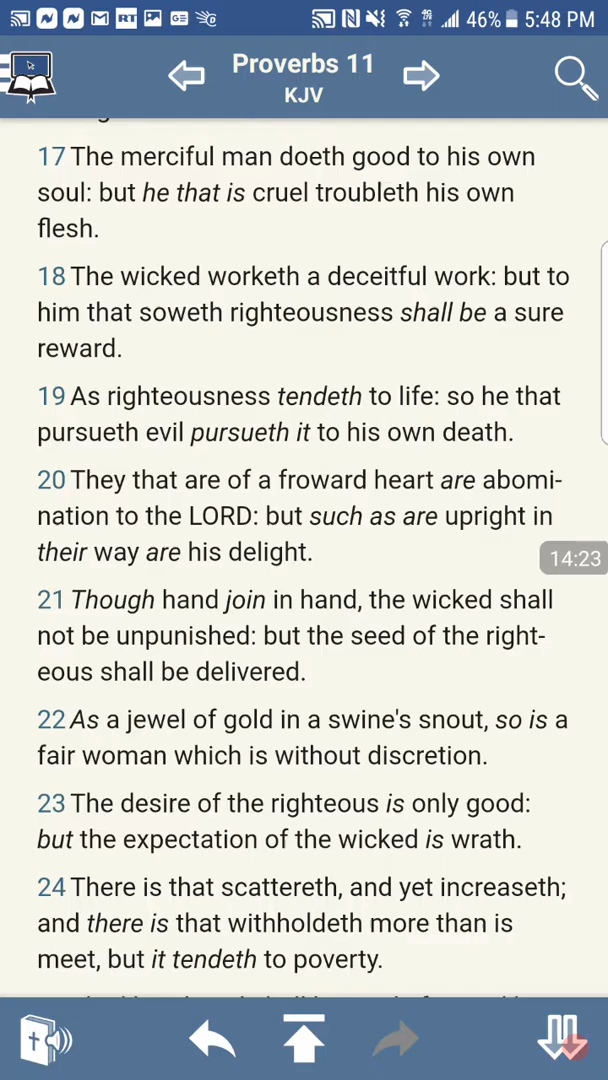 RT GE 46% 5:48 PM
Proverbs 11
KJV
17 The merciful man doeth good to his own
soul: but he that is cruel troubleth his own
flesh.
18 The wicked worketh a deceitful work: but to
him that soweth righteousness shall be a sure
reward.
19 As righteousness tendeth to life: so he that
pursueth evil pursueth it to his own death.
20 They that are of a froward heart are abomi-
nation to the LORD: but such as are upright in
their way are his delight.
14:23
21 Though hand join in hand, the wicked shall
not be unpunished: but the seed of the right-
eous shall be delivered.
22 As a jewel of gold in a swine's snout, so is a
fair woman which is without discretion.
23 The desire of the righteous is only good:
but the expectation of the wicked is wrath.
24 There is that scattereth, and yet increaseth;
and there is that withholdeth more than is
meet, but it tendeth to poverty.